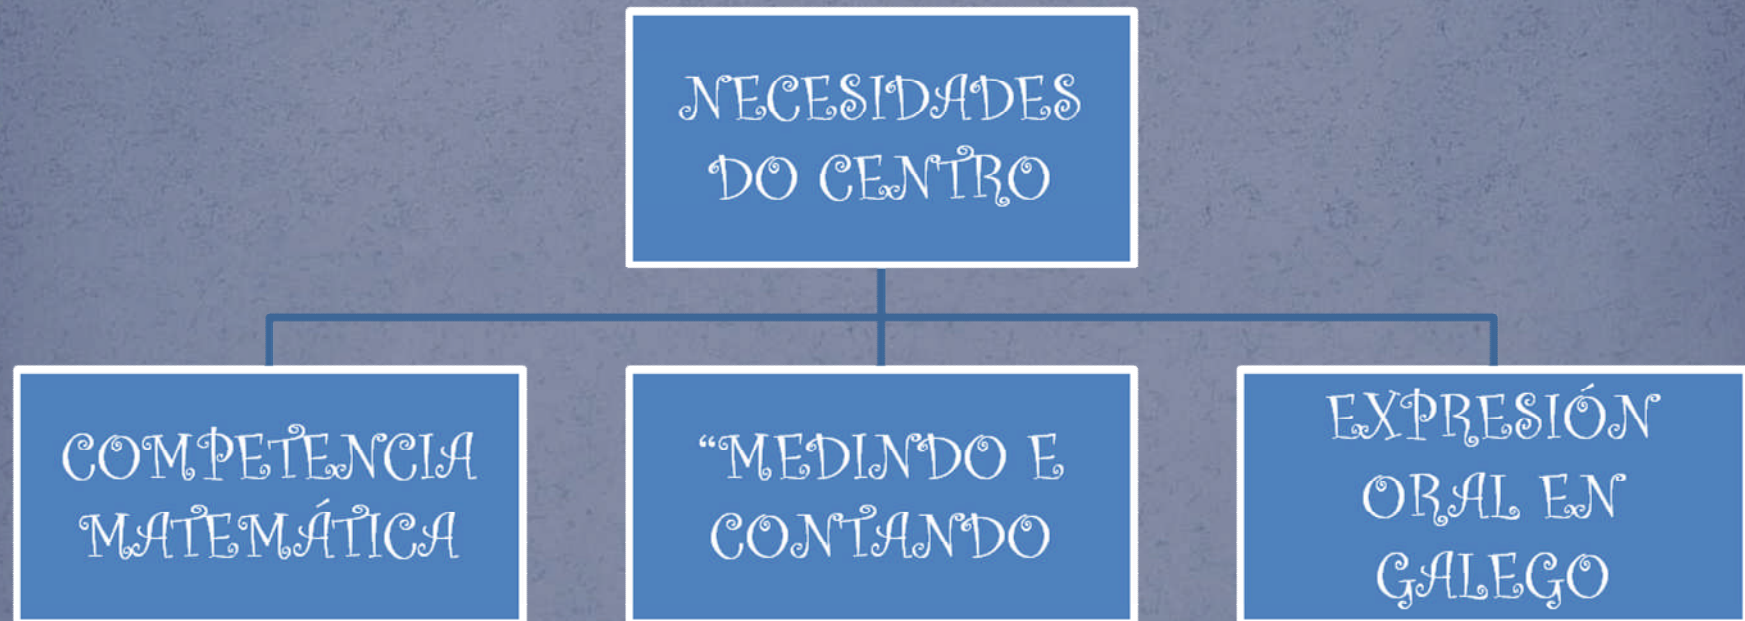 NECESIDADES
DO CENTRO
COMPETENCIA
MATEMÁTICA
“MEDINDO E
CONTANDO
EXPRESIÓN
ORAL EN
GALEGO